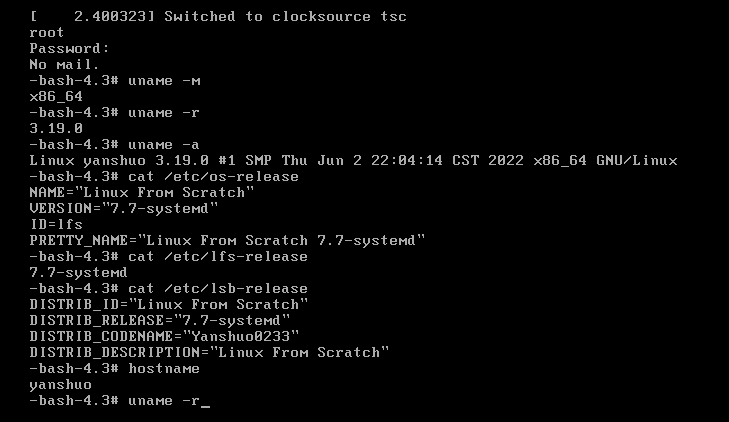 [    2.400323] Switched to clocksource tsc
root
Password:
No mail.
-bash-4.3# uname -m
x86_64
-bash-4.3# uname -r
3.19.0
-bash-4.3# uname -a
Linux yanshuo 3.19.0 #1 SMP Thu Jun 2 22:04:14 CST 2022 x86_64 GNU/Linux
-bash-4.3# cat /etc/os-release
NAME="Linux From Scratch"
VERSION="7.7-systemd"
ID=lfs
PRETTY_NAME="Linux From Scratch 7.7-systemd"
-bash-4.3# cat /etc/lfs-release
7.7-systemd
-bash-4.3# cat /etc/lsb-release
DISTRIB_ID="Linux From Scratch"
DISTRIB_RELEASE="7.7-systemd"
DISTRIB_CODENAME="Yanshuo0233"
DISTRIB_DESCRIPTION="Linux From Scratch"
-bash-4.3# hostname
yanshuo
-bash-4.3# uname -r_